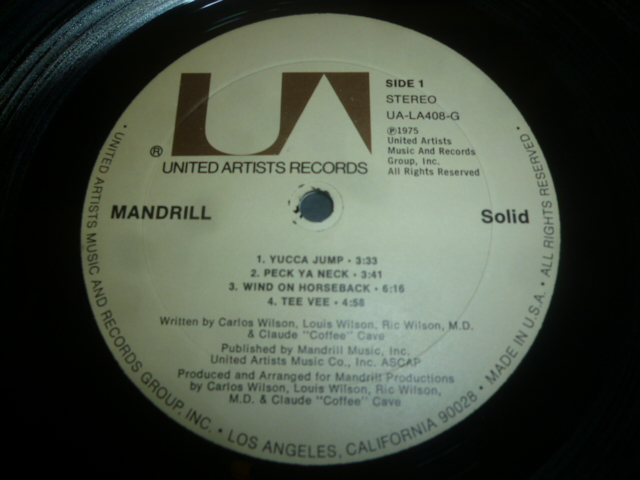 UA
®
UNITED ARTISTS RECORDS
SIDE 1
STEREO
UA-LA408-G
℗1975
United Artists
Music And Records
Group, Inc.
All Rights Reserved
MANDRILL
Solid
1. YUCCA JUMP • 3:33
2. PECK YA NECK • 3:41
3. WIND ON HORSEBACK • 6:16
4. TEE VEE • 4:58
Written by Carlos Wilson, Louis Wilson, Ric Wilson, M.D.
& Claude "Coffee" Cave
Published by Mandrill Music, Inc.
United Artists Music Co., Inc. ASCAP
Produced and Arranged for Mandrill Productions
by Carlos Wilson, Louis Wilson, Ric Wilson,
M.D. & Claude "Coffee" Cave
• UNITED ARTISTS MUSIC AND RECORDS GROUP, INC. • LOS ANGELES, CALIFORNIA 90028 • MADE IN U.S.A. • ALL RIGHTS RESERVED •